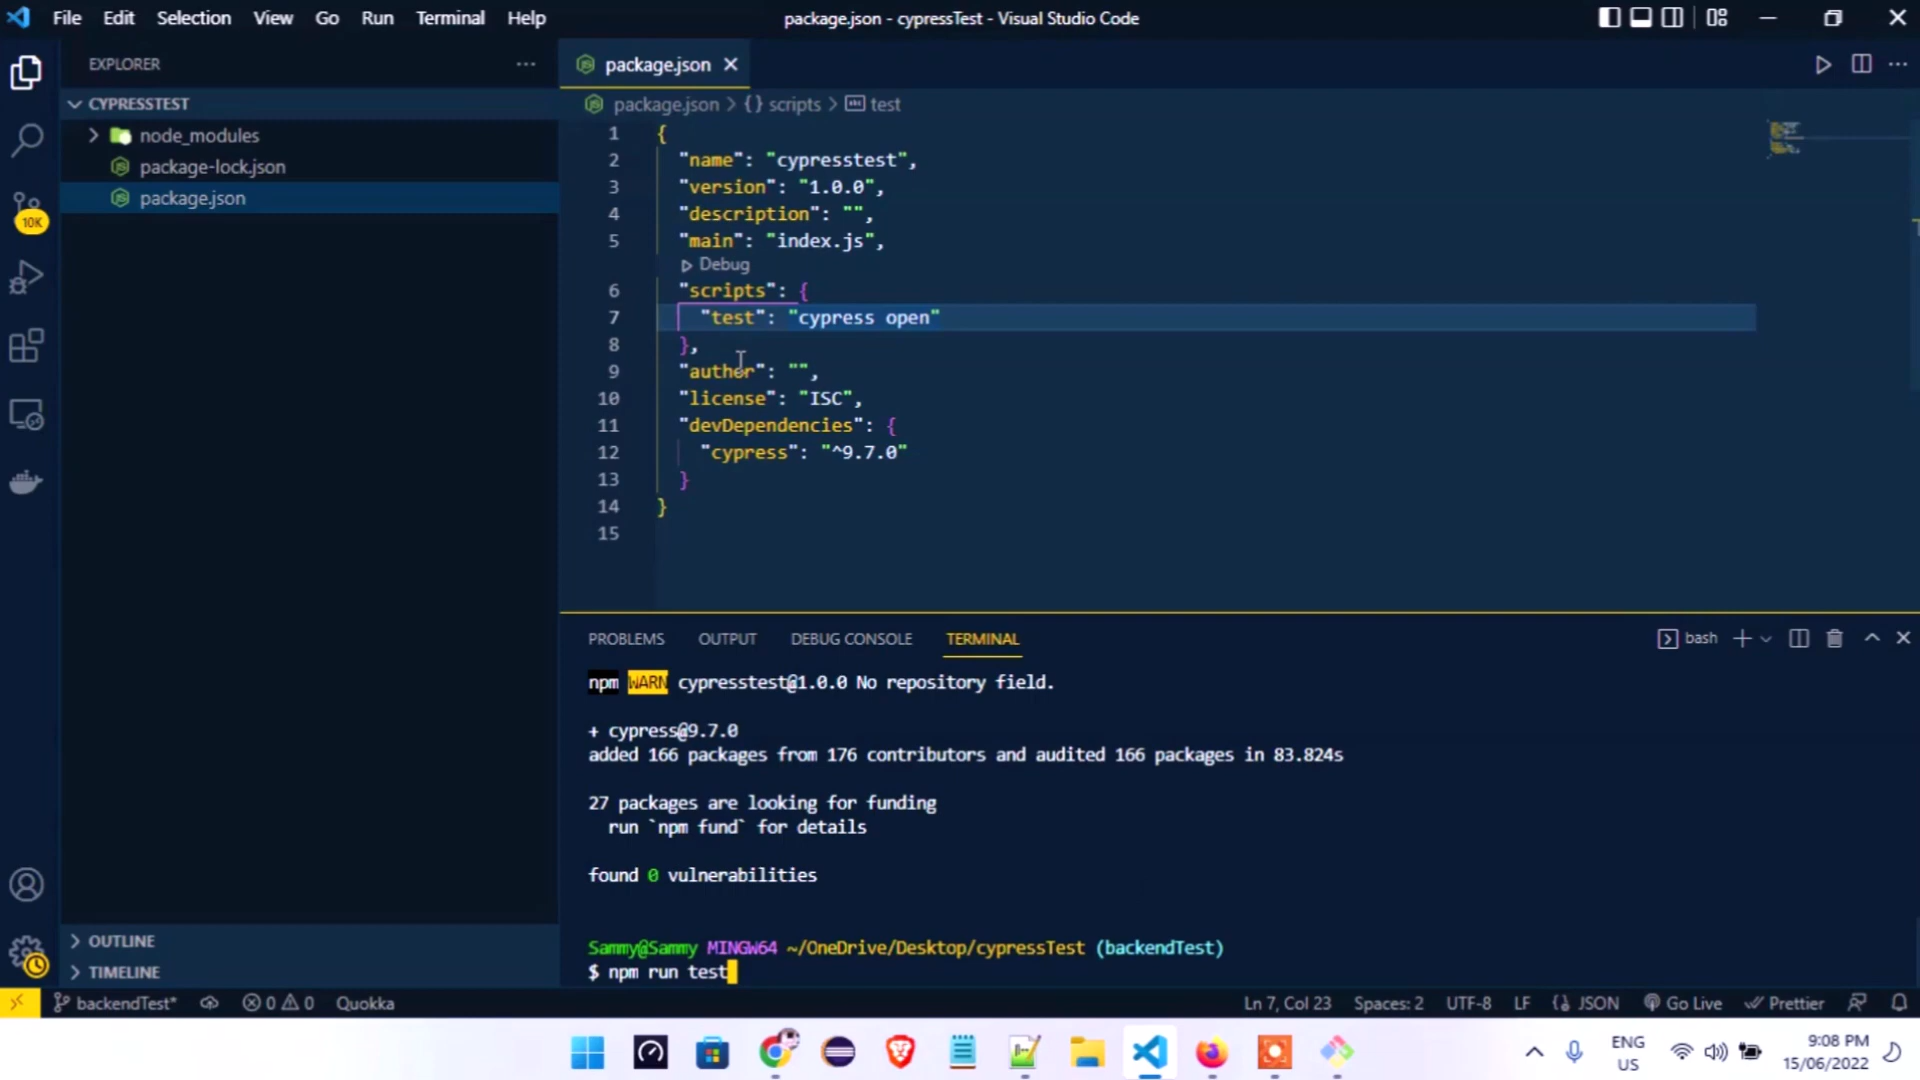 File Edit Selection View Go Run Terminal Help
package.json - cypressTest - Visual Studio Code
EXPLORER
CYPRESSTEST
node_modules
package-lock.json
package.json
10K
OUTLINE
TIMELINE
package.json
package.json > {} scripts > test
1 {
2 "name": "cypresstest",
3 "version": "1.0.0",
4 "description": "",
5 "main": "index.js",
Debug
6 "scripts": {
7 "test": "cypress open"
8 },
9 "author": "",
10 "license": "ISC",
11 "devDependencies": {
12 "cypress": "^9.7.0"
13 }
14 }
15
PROBLEMS OUTPUT DEBUG CONSOLE TERMINAL
bash
npm WARN cypresstest@1.0.0 No repository field.
+ cypress@9.7.0
added 166 packages from 176 contributors and audited 166 packages in 83.824s
27 packages are looking for funding
run `npm fund` for details
found 0 vulnerabilities
Sammy@Sammy MINGW64 ~/OneDrive/Desktop/cypressTest (backendTest)
$ npm run test
backendTest* 0 0 Quokka
Ln 7, Col 23 Spaces: 2 UTF-8 LF {} JSON Go Live Prettier
ENG
US
9:08 PM
15/06/2022